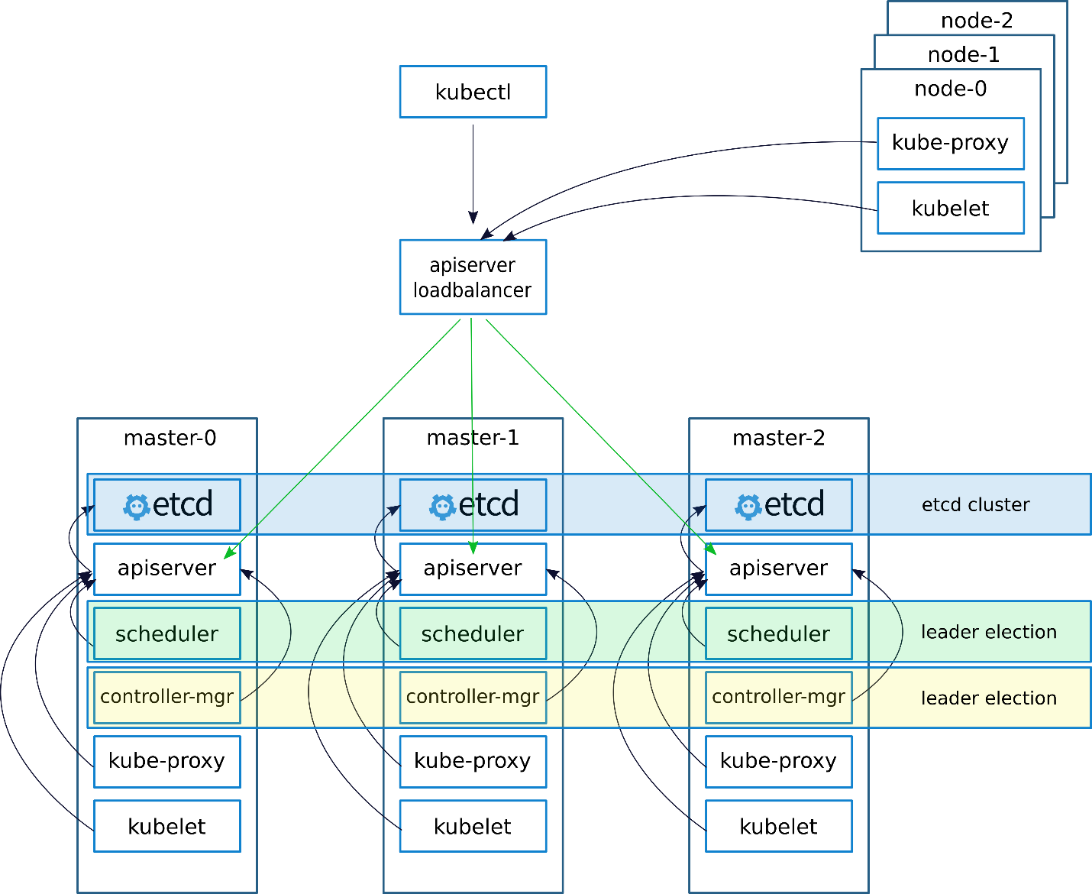 node-2
node-1
node-0
kubectl
kube-proxy
kubelet
apiserver
loadbalancer
master-0
master-1
master-2
etcd
etcd
etcd
etcd cluster
apiserver
apiserver
apiserver
scheduler
scheduler
scheduler
leader election
controller-mgr
controller-mgr
controller-mgr
leader election
kube-proxy
kube-proxy
kube-proxy
kubelet
kubelet
kubelet